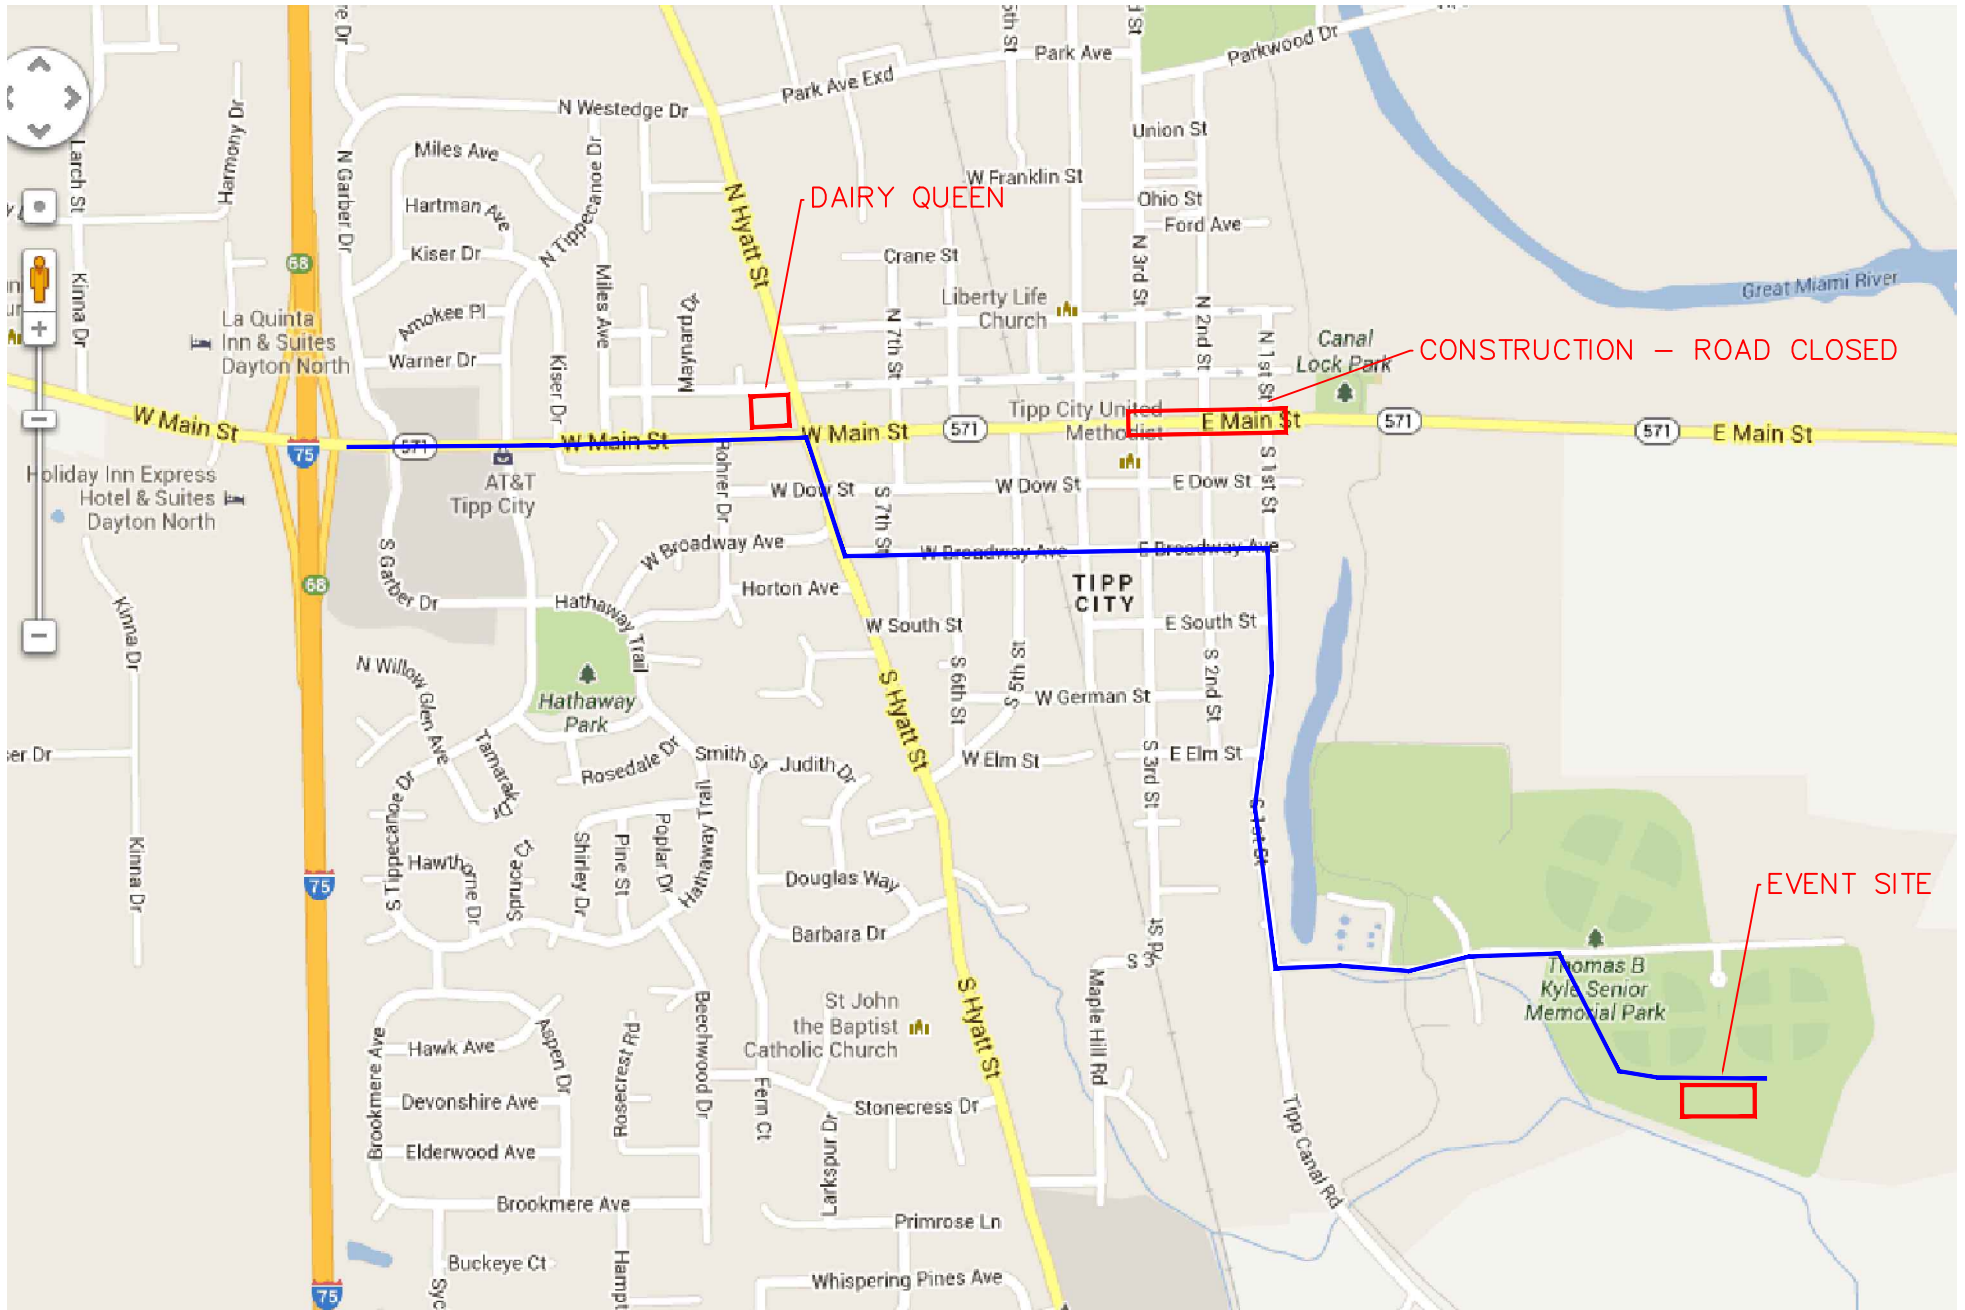 Park Ave
Parkwood Dr
Park Ave Exd
N Westedge Dr
Larch St
Harmony Dr
N Garber Dr
Miles Ave
N Tippecanoe Dr
Union St
W Franklin St
Hartman Ave
DAIRY QUEEN
Ohio St
Ford Ave
N Hyatt St
N 3rd St
Kiser Dr
Crane St
68
Kinna Dr
Miles Ave
Maynard Dr
Liberty Life
Church
N 2nd St
Great Miami River
La Quinta
Inn & Suites
Dayton North
Amokee Pl
N 7th St
N 1st St
Canal
Lock Park
CONSTRUCTION – ROAD CLOSED
Warner Dr
Kiser Dr
W Main St
571
W Main St
W Main St
571
Tipp City United
Methodist
E Main St
571
571
E Main St
75
Holiday Inn Express
Hotel & Suites
Dayton North
AT&T
Tipp City
Rohrer Dr
W Dow St
S 7th St
W Dow St
E Dow St
S 1st St
S Garber Dr
W Broadway Ave
W Broadway Ave
E Broadway Ave
68
Kinna Dr
Hathaway Trail
Horton Ave
TIPP
CITY
W South St
E South St
N Willow Glen Ave
Hathaway
Park
S Hyatt St
S 6th St
S 5th St
W German St
S 2nd St
Tamarak Ct
Rosedale Dr
Smith St
Judith Dr
W Elm St
S 3rd St
E Elm St
S Tippecanoe Dr
Hathaway Trail
S 1st St
Kinna Dr
Hawthorne Dr
Spruce Ct
Shirley Dr
Pine St
Poplar Dr
Douglas Way
75
EVENT SITE
Barbara Dr
Thomas B
Kyle Senior
Memorial Park
Maple Hill Rd
S Hyatt St
St John
the Baptist
Catholic Church
Beechwood Dr
Brookmere Ave
Hawk Ave
Aspen Dr
Rosecrest Rd
Fern Ct
Devonshire Ave
Stonecress Dr
Larkspur Dr
Tipp Canal Rd
Elderwood Ave
Brookmere Ave
Primrose Ln
Buckeye Ct
Whispering Pines Ave
75